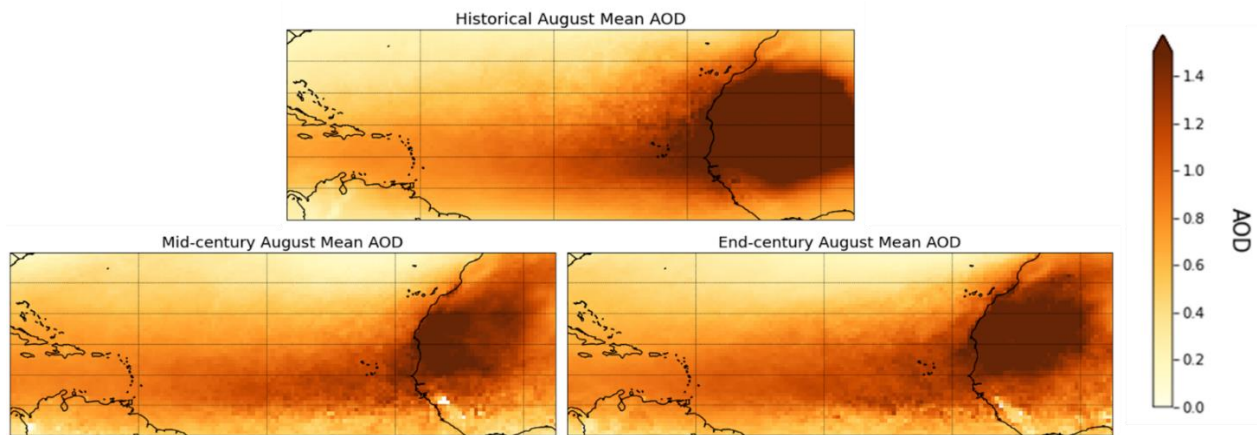 Historical August Mean AOD
Mid-century August Mean AOD
End-century August Mean AOD
1.4
1.2
1.0
0.8
0.6
0.4
0.2
0.0
AOD